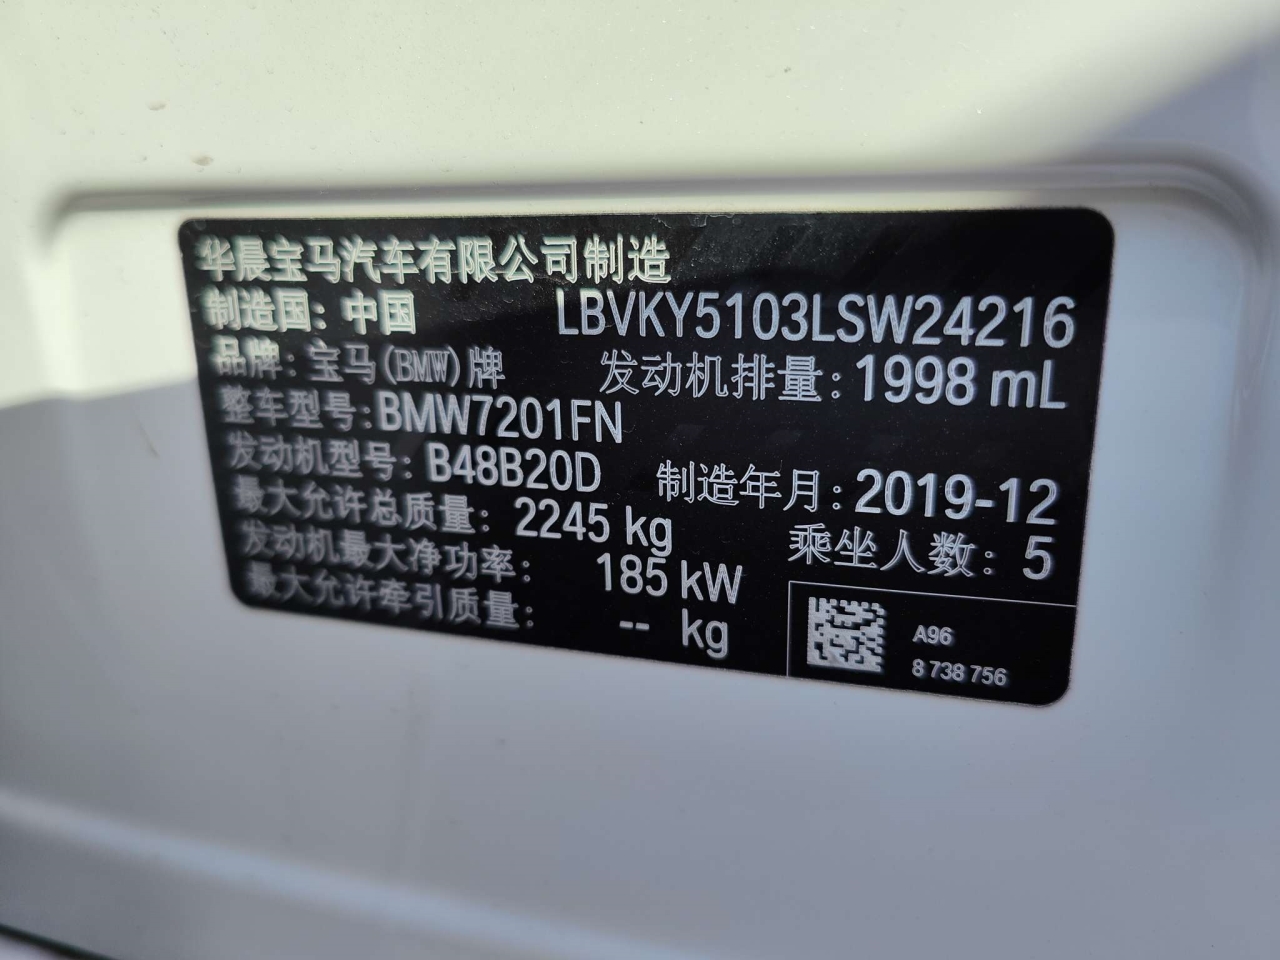 华晨宝马汽车有限公司制造
制造国：中国 LBVKY5103LSW24216
品牌：宝马(BMW)牌 发动机排量：1998 mL
整车型号：BMW7201FN
发动机型号：B48B20D 制造年月：2019-12
最大允许总质量：2245 kg 乘坐人数：5
发动机最大净功率：185 kW
最大允许牵引质量：-- kg
A96
8 738 756